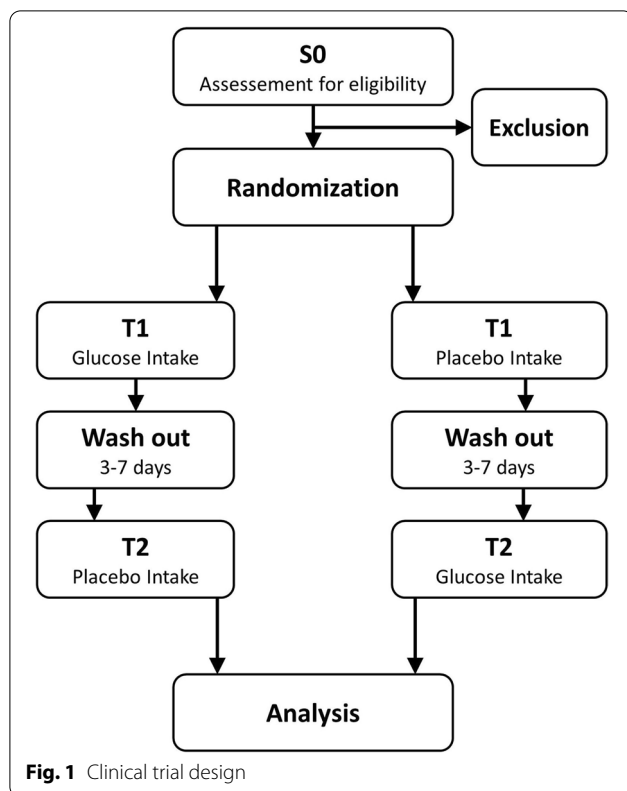 S0
Assessement for eligibility
Exclusion
Randomization
T1
Glucose Intake
T1
Placebo Intake
Wash out
3-7 days
Wash out
3-7 days
T2
Placebo Intake
T2
Glucose Intake
Analysis
Fig. 1 Clinical trial design